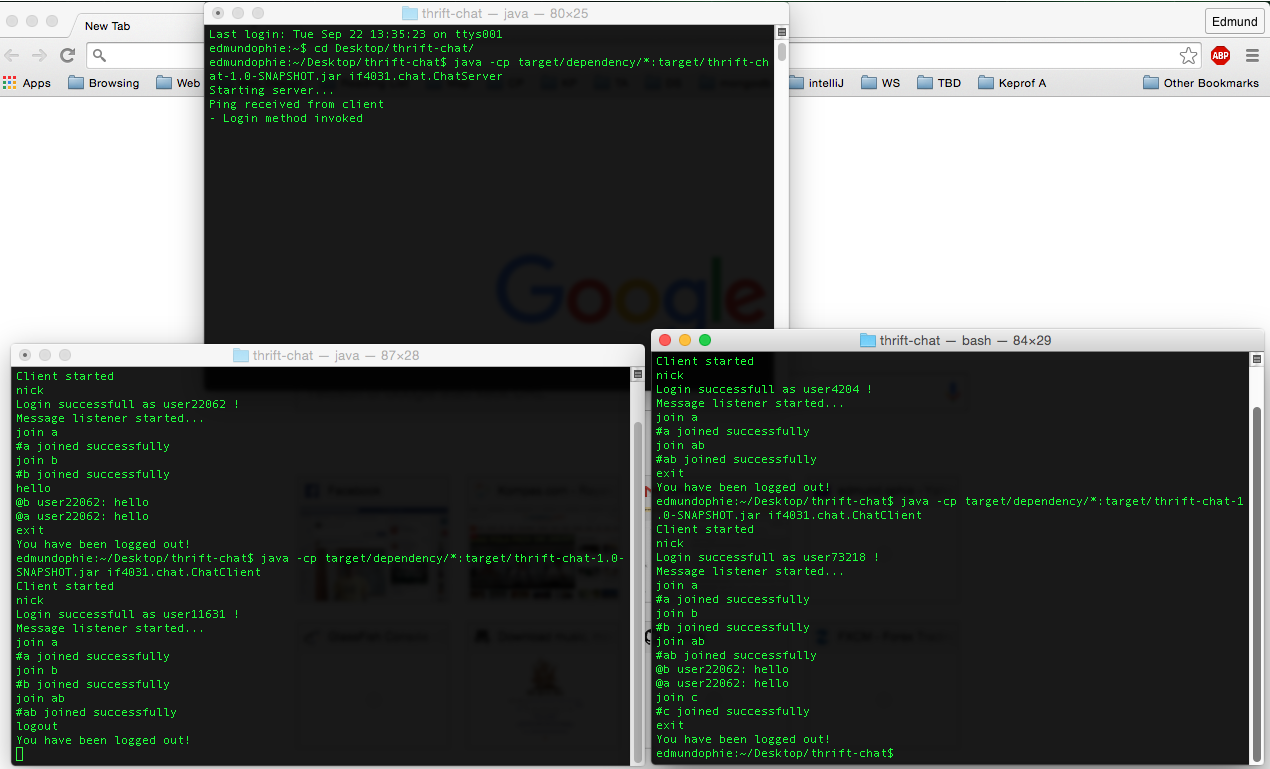 New Tab
Edmund
ABP
Apps
Browsing
Web
intelliJ
WS
TBD
Keprof A
Other Bookmarks
thrift-chat — java — 80×25
Last login: Tue Sep 22 13:35:23 on ttys001
edmundophie:~$ cd Desktop/thrift-chat/
edmundophie:~/Desktop/thrift-chat$ java -cp target/dependency/*:target/thrift-ch
at-1.0-SNAPSHOT.jar if4031.chat.ChatServer
Starting server...
Ping received from client
- Login method invoked
Google
thrift-chat — java — 87×28
Client started
nick
Login successfull as user22062 !
Message listener started...
join a
#a joined successfully
join b
#b joined successfully
hello
@b user22062: hello
@a user22062: hello
exit
You have been logged out!
edmundophie:~/Desktop/thrift-chat$ java -cp target/dependency/*:target/thrift-chat-1.0-
SNAPSHOT.jar if4031.chat.ChatClient
Client started
nick
Login successfull as user11631 !
Message listener started...
join a
#a joined successfully
join b
#b joined successfully
join ab
#ab joined successfully
logout
You have been logged out!
Facebook
thrift-chat — bash — 84×29
Client started
nick
Login successfull as user4204 !
Message listener started...
join a
#a joined successfully
join ab
#ab joined successfully
exit
You have been logged out!
edmundophie:~/Desktop/thrift-chat$ java -cp target/dependency/*:target/thrift-chat-1
.0-SNAPSHOT.jar if4031.chat.ChatClient
Client started
nick
Login successfull as user73218 !
Message listener started...
join a
#a joined successfully
join b
#b joined successfully
join ab
#ab joined successfully
@b user22062: hello
@a user22062: hello
join c
#c joined successfully
exit
You have been logged out!
edmundophie:~/Desktop/thrift-chat$